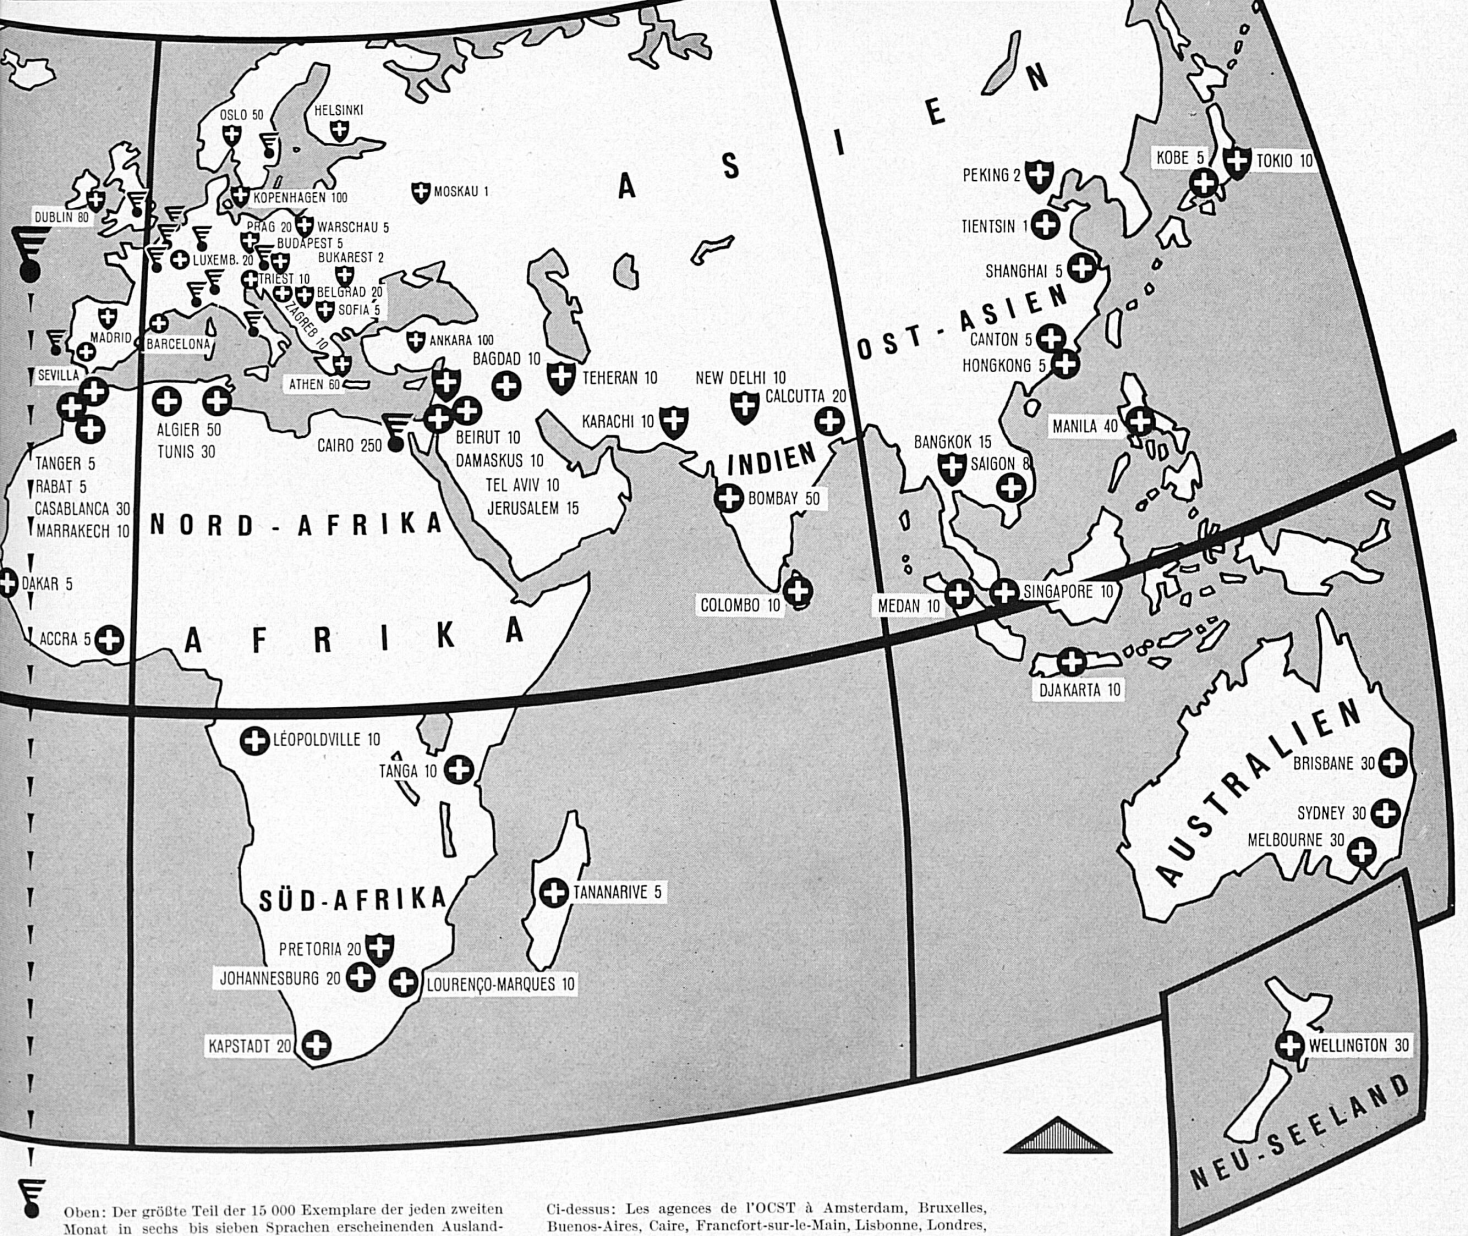 OSLO 50
HELSINKI
A S I E N
PEKING 2
KOBE 5
TOKIO 10
MOSKAU 1
KOPENHAGEN 100
DUBLIN 80
PRAG 20
WARSCHAU 5
BUDAPEST 5
TIENTSIN 1
LUXEMB. 20
BUKAREST 2
TRIEST 10
BELGRAD 20
SHANGHAI 5
ZAGREB 10
SOFIA 5
OST-ASIEN
MADRID
BARCELONA
ANKARA 100
CANTON 5
BAGDAD 10
HONGKONG 5
SEVILLA
ATHEN 60
TEHERAN 10
NEW DELHI 10
CALCUTTA 20
ALGIER 50
TUNIS 30
CAIRO 250
KARACHI 10
MANILA 40
BEIRUT 10
DAMASKUS 10
TEL AVIV 10
JERUSALEM 15
BANGKOK 15
SAIGON 8
INDIEN
TANGER 5
RABAT 5
CASABLANCA 30
MARRAKECH 10
BOMBAY 50
NORD-AFRIKA
DAKAR 5
COLOMBO 10
MEDAN 10
SINGAPORE 10
ACCRA 5
AFRIKA
DJAKARTA 10
LÉOPOLDVILLE 10
TANGA 10
AUSTRALIEN
BRISBANE 30
SYDNEY 30
MELBOURNE 30
SÜD-AFRIKA
TANANARIVE 5
PRETORIA 20
JOHANNESBURG 20
LOURENÇO-MARQUES 10
KAPSTADT 20
WELLINGTON 30
NEU-SEELAND
Oben: Der größte Teil der 15 000 Exemplare der jeden zweiten
Monat in sechs bis sieben Sprachen erscheinenden Ausland-
Ci-dessus: Les agences de l'OCST à Amsterdam, Bruxelles,
Buenos-Aires, Caire, Francfort-sur-le-Main, Lisbonne, Londres,